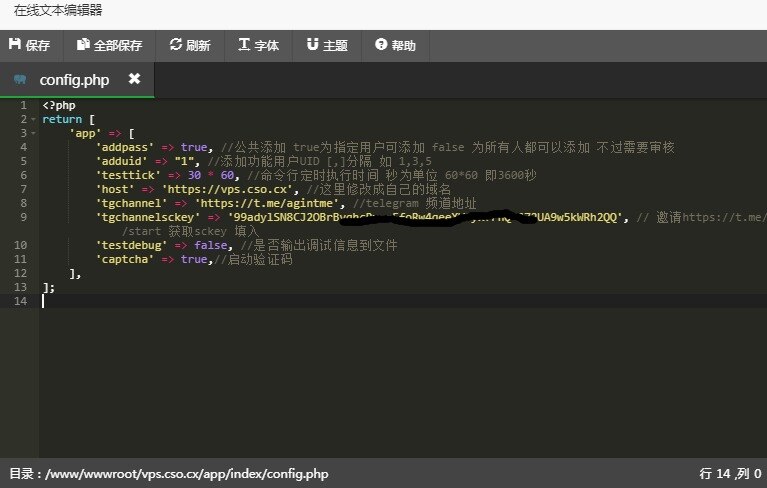 在线文本编辑器
保存 全部保存 刷新 字体 主题 帮助
config.php
1 <?php
2 return [
3 'app' => [
4 'addpass' => true, //公共添加 true为指定用户可添加 false 为所有人都可以添加 不过需要审核
5 'adduid' => "1", //添加功能用户UID [,]分隔 如 1,3,5
6 'testtick' => 30 * 60, //命令行定时执行时间 秒为单位 60*60 即3600秒
7 'host' => 'https://vps.cso.cx', //这里修改成自己的域名
8 'tgchannel' => 'https://t.me/agintme', //telegram 频道地址
9 'tgchannelsckey' => ', // 邀请https://t.me/
/start 获取sckey 填入
10 'testdebug' => false, //是否输出调试信息到文件
11 'captcha' => true,//启动验证码
12 ],
13 ];
14
目录：/www/wwwroot/vps.cso.cx/app/index/config.php
行 14 ,列 0